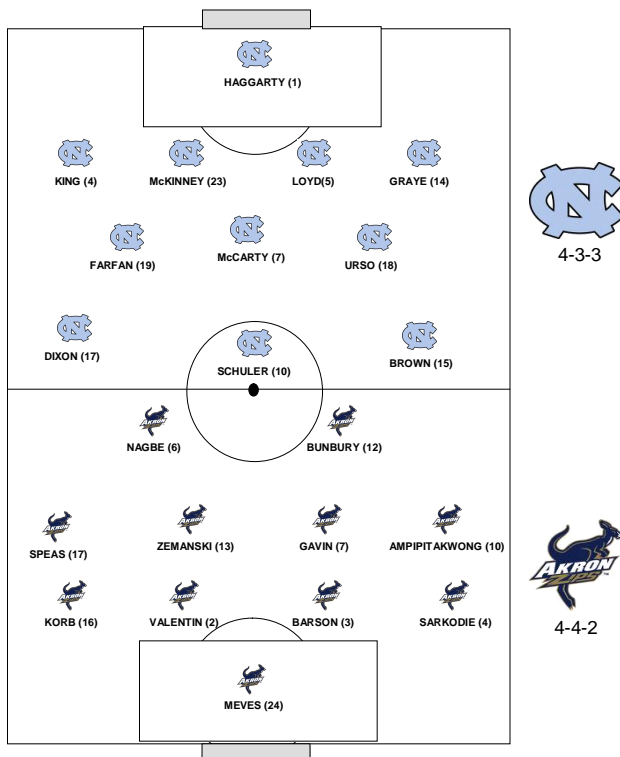 HAGGARTY (1)
KING (4) McKINNEY (23) LOYD(5) GRAYE (14)
FARFAN (19) McCARTY (7) URSO (18)
4-3-3
DIXON (17) SCHULER (10) BROWN (15)
NAGBE (6) BUNBURY (12)
SPEAS (17) ZEMANSKI (13) GAVIN (7) AMPIPITAKWONG (10)
AKRON
ZIPS
KORB (16) VALENTIN (2) BARSON (3) SARKODIE (4)
4-4-2
MEVES (24)